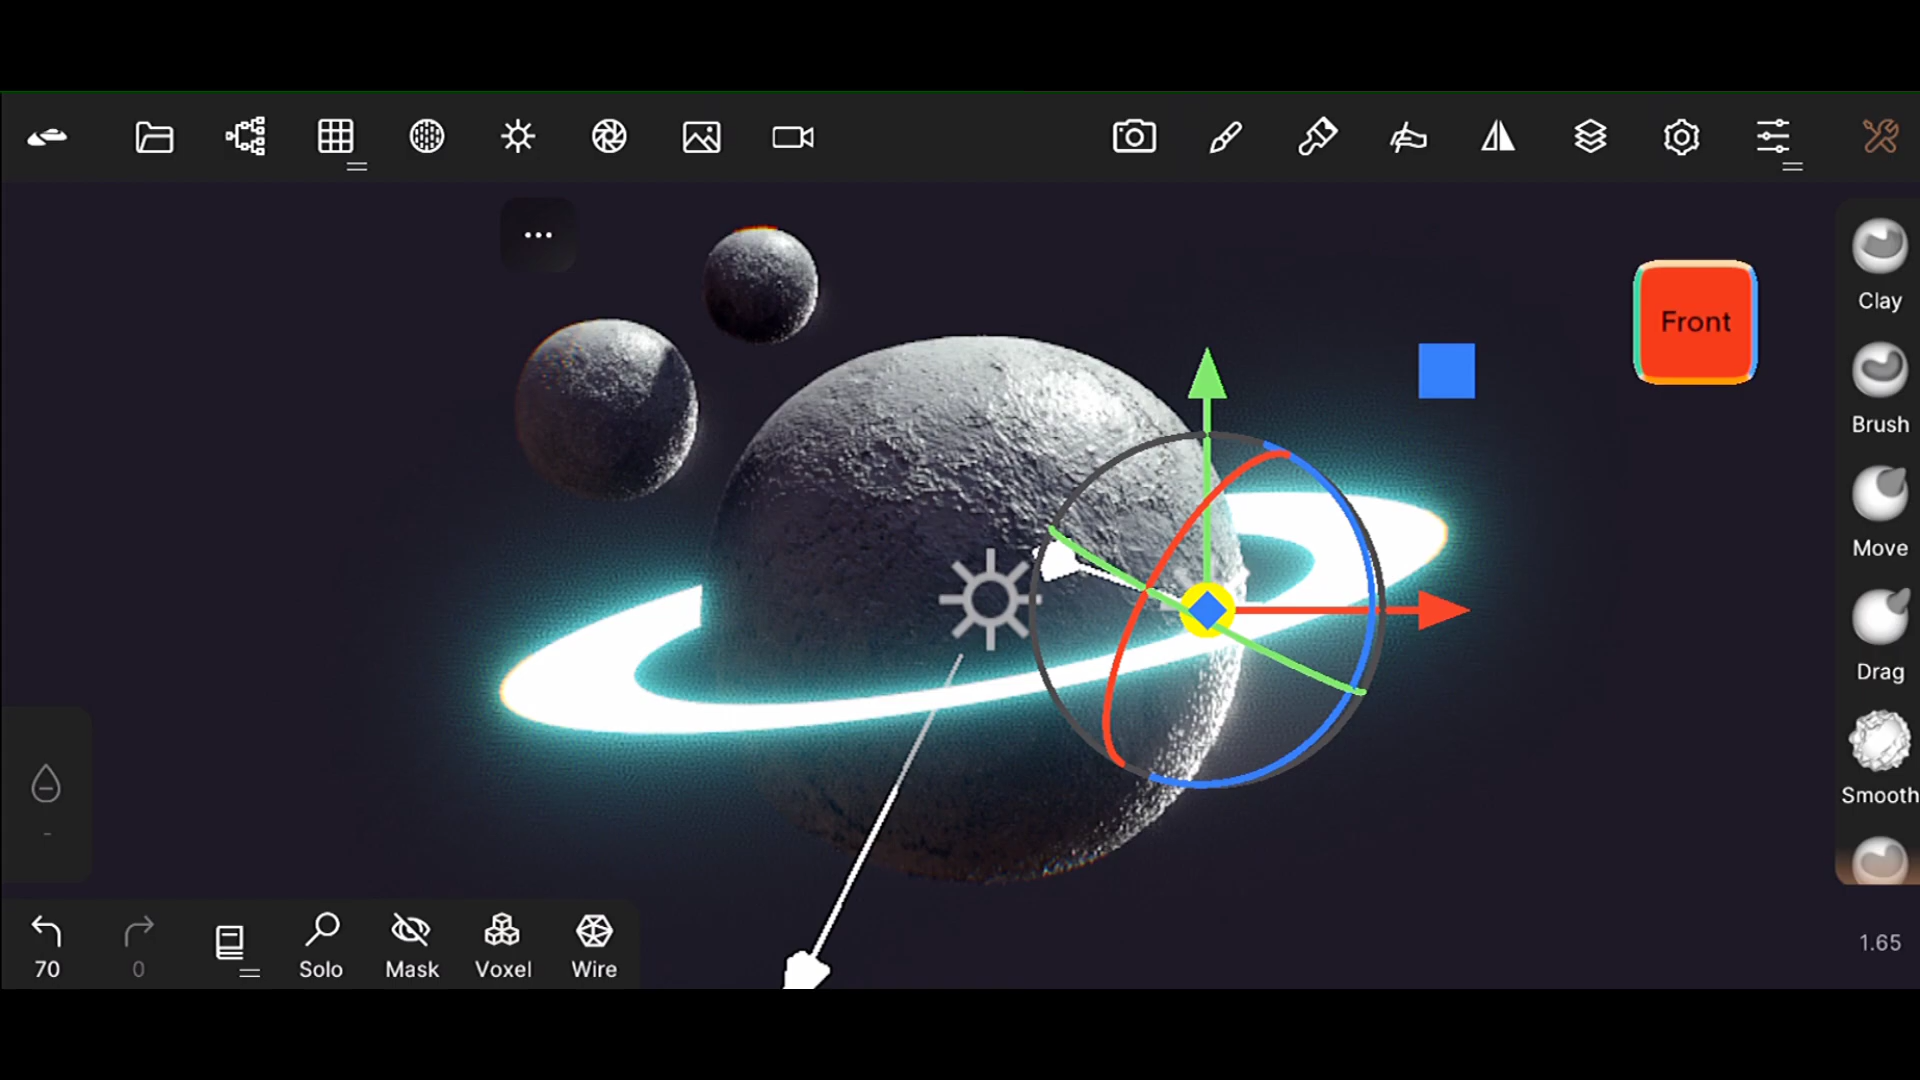 ...
Front
Clay
Brush
Move
Drag
Smooth
-
70
0
Solo
Mask
Voxel
Wire
1.65